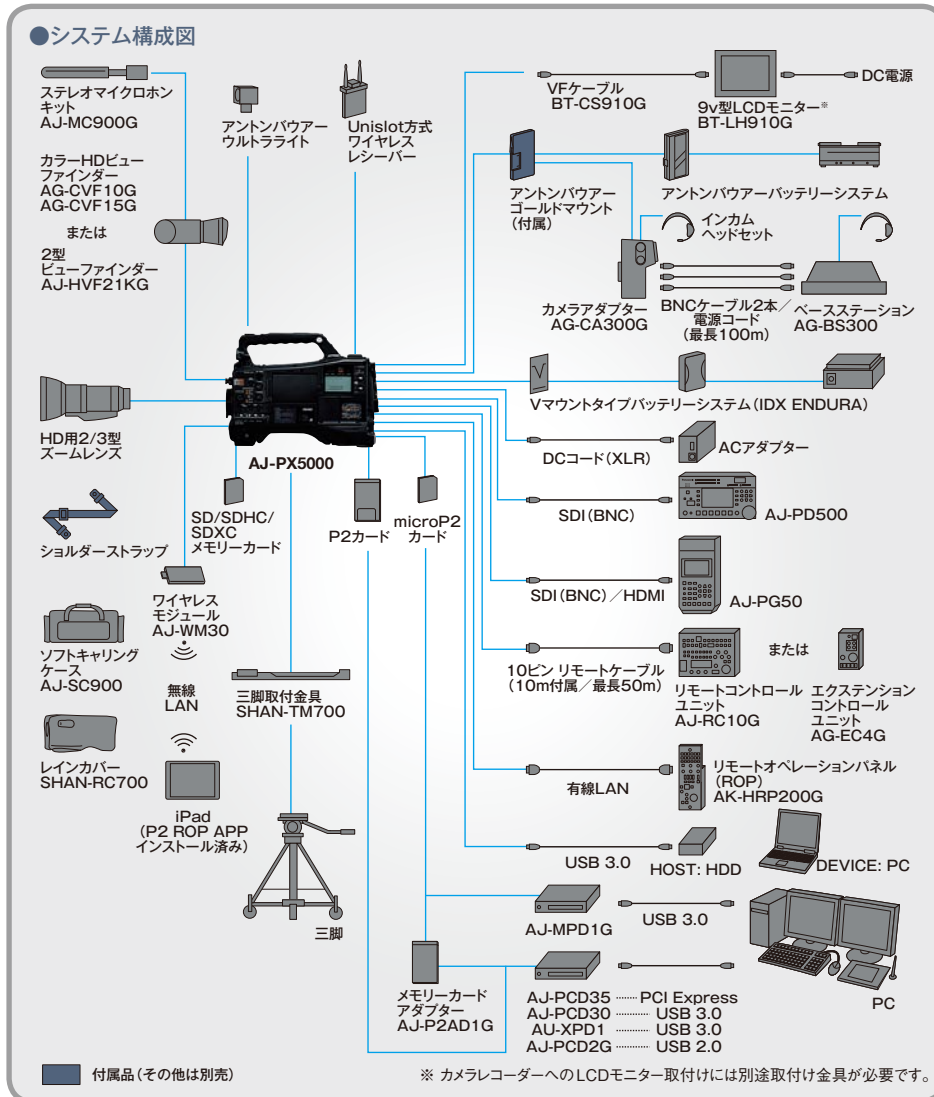 ●システム構成図
ステレオマイクロホン
キット
AJ-MC900G
アントンバウアー
ウルトラライト
Unislot方式
ワイヤレス
レシーバー
VFケーブル
BT-CS910G
9v型LCDモニター※
BT-LH910G
DC電源
カラーHDビュー
ファインダー
AG-CVF10G
AG-CVF15G
または
2型
ビューファインダー
AJ-HVF21KG
アントンバウアー
ゴールドマウント
(付属)
アントンバウアーバッテリーシステム
インカム
ヘッドセット
カメラアダプター
AG-CA300G
BNCケーブル2本/
電源コード
(最長100m)
ベースステーション
AG-BS300
Vマウントタイプバッテリーシステム(IDX ENDURA)
HD用2/3型
ズームレンズ
AJ-PX5000
DCコード(XLR)
ACアダプター
SDI(BNC)
AJ-PD500
ショルダーストラップ
SD/SDHC/
SDXC
メモリーカード
P2カード
microP2
カード
SDI(BNC)/HDMI
AJ-PG50
ワイヤレス
モジュール
AJ-WM30
ソフトキャリング
ケース
AJ-SC900
無線
LAN
三脚取付金具
SHAN-TM700
10ピン リモートケーブル
(10m付属/最長50m)
リモートコントロール
ユニット
AJ-RC10G
または
エクステンション
コントロール
ユニット
AG-EC4G
レインカバー
SHAN-RC700
iPad
(P2 ROP APP
インストール済み)
有線LAN
リモートオペレーションパネル
(ROP)
AK-HRP200G
USB 3.0
HOST: HDD
DEVICE: PC
三脚
AJ-MPD1G
USB 3.0
PC
メモリーカード
アダプター
AJ-P2AD1G
AJ-PCD35 ······· PCI Express
AJ-PCD30 ············ USB 3.0
AU-XPD1 ············ USB 3.0
AJ-PCD2G ············ USB 2.0
付属品(その他は別売)
※ カメラレコーダーへのLCDモニター取付けには別途取付け金具が必要です。